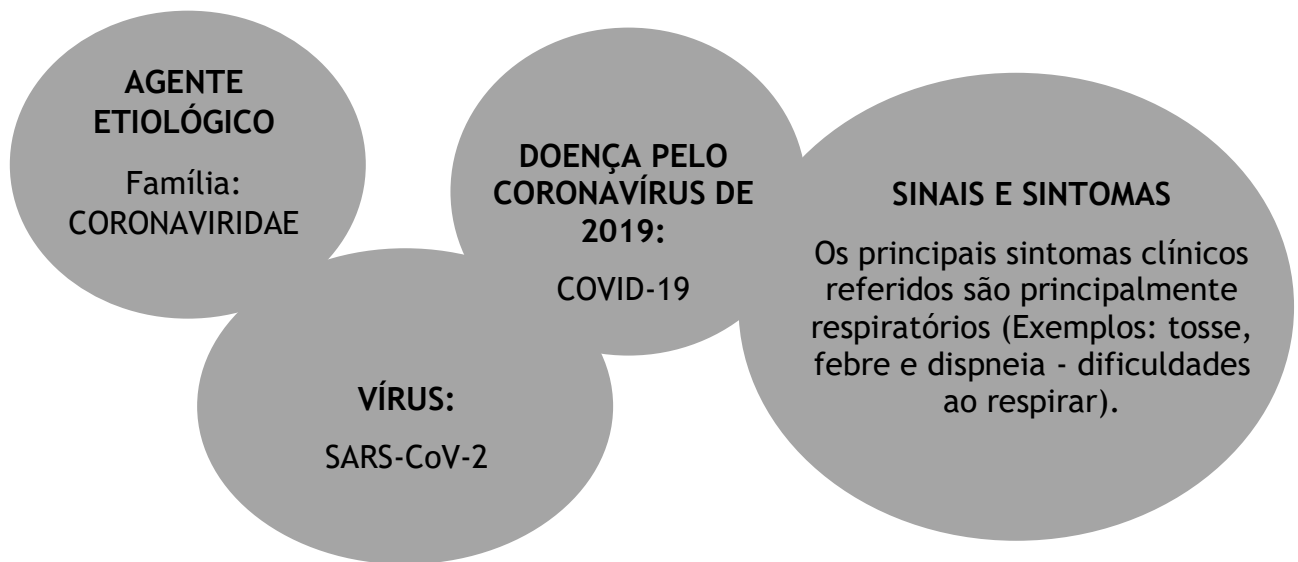 AGENTE
ETIOLÓGICO
Família:
CORONAVIRIDAE
VÍRUS:
SARS-CoV-2
DOENÇA PELO
CORONAVÍRUS DE
2019:
COVID-19
SINAIS E SINTOMAS
Os principais sintomas clínicos
referidos são principalmente
respiratórios (Exemplos: tosse,
febre e dispneia - dificuldades
ao respirar).